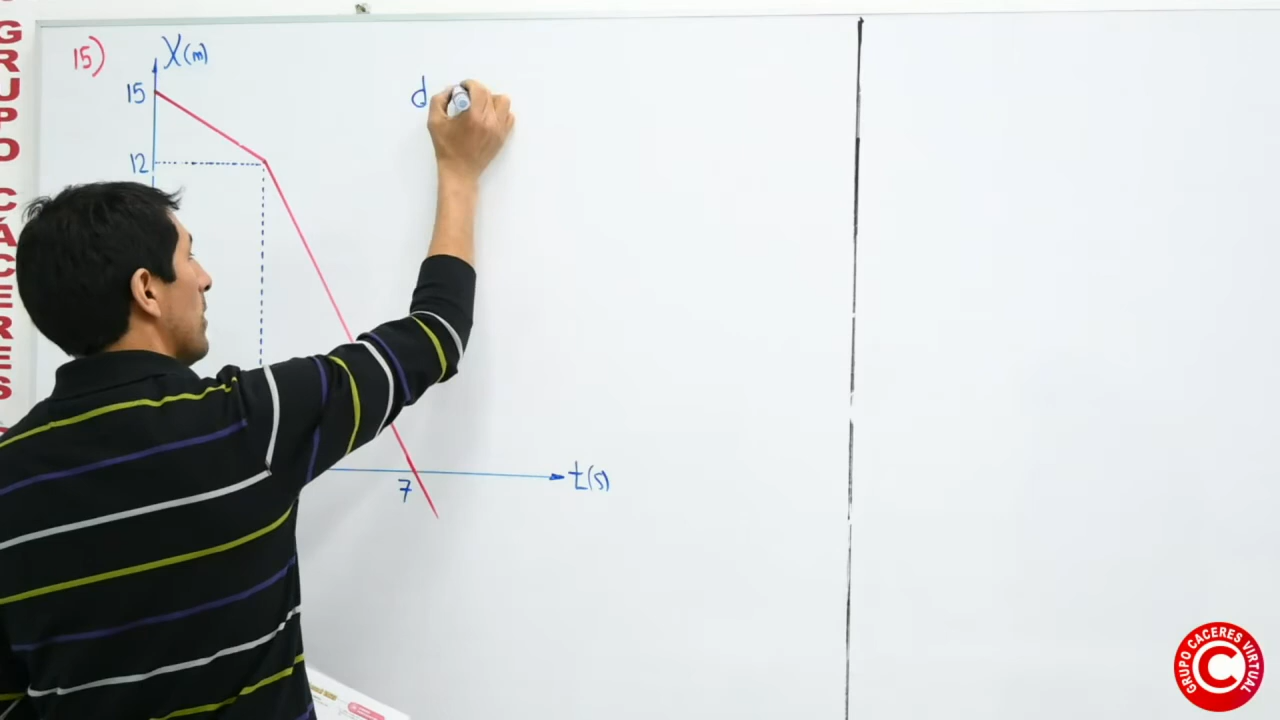 GRUPO CACERES
15)
X(m)
15
12
d
7
t(s)
GRUPO CACERES VIRTUAL
C